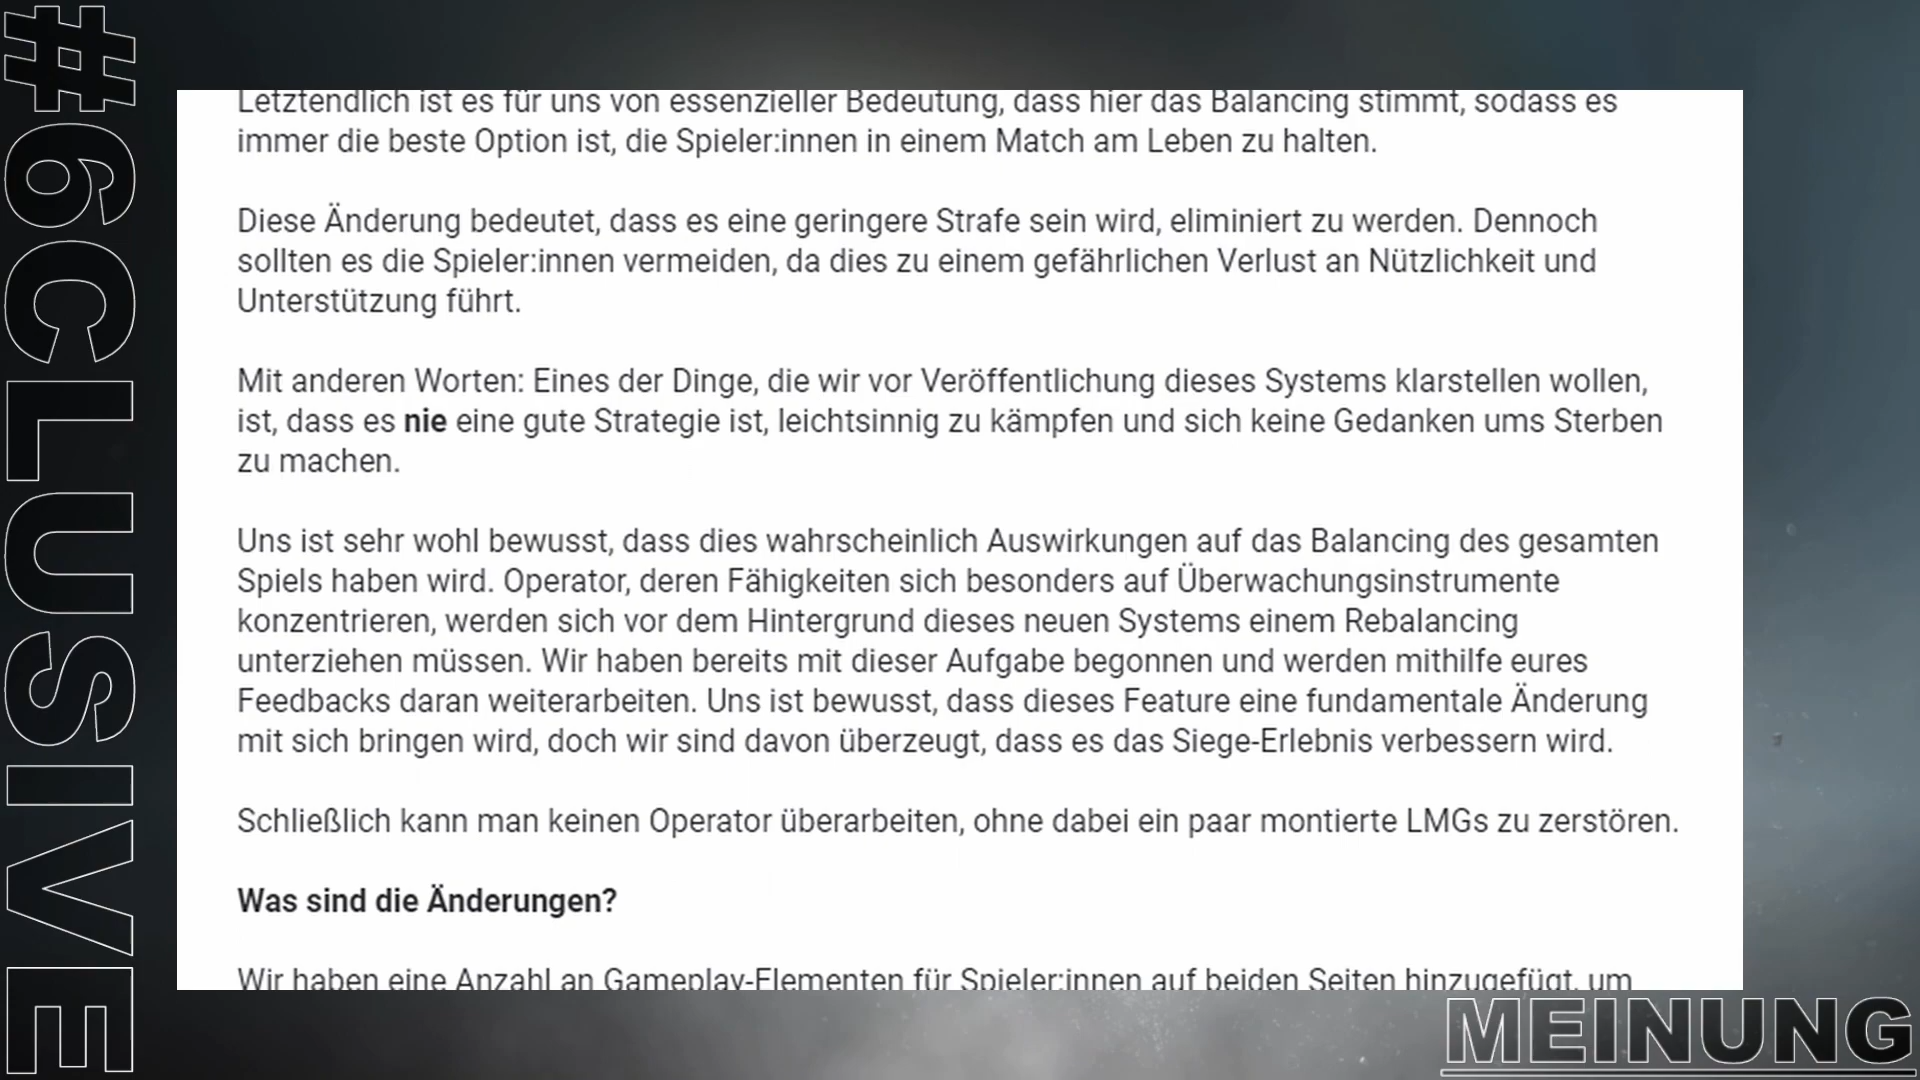 #6CLUSIVE
Letztendlich ist es für uns von essenzieller Bedeutung, dass hier das Balancing stimmt, sodass es
immer die beste Option ist, die Spieler:innen in einem Match am Leben zu halten.
Diese Änderung bedeutet, dass es eine geringere Strafe sein wird, eliminiert zu werden. Dennoch
sollten es die Spieler:innen vermeiden, da dies zu einem gefährlichen Verlust an Nützlichkeit und
Unterstützung führt.
Mit anderen Worten: Eines der Dinge, die wir vor Veröffentlichung dieses Systems klarstellen wollen,
ist, dass es nie eine gute Strategie ist, leichtsinnig zu kämpfen und sich keine Gedanken ums Sterben
zu machen.
Uns ist sehr wohl bewusst, dass dies wahrscheinlich Auswirkungen auf das Balancing des gesamten
Spiels haben wird. Operator, deren Fähigkeiten sich besonders auf Überwachungsinstrumente
konzentrieren, werden sich vor dem Hintergrund dieses neuen Systems einem Rebalancing
unterziehen müssen. Wir haben bereits mit dieser Aufgabe begonnen und werden mithilfe eures
Feedbacks daran weiterarbeiten. Uns ist bewusst, dass dieses Feature eine fundamentale Änderung
mit sich bringen wird, doch wir sind davon überzeugt, dass es das Siege-Erlebnis verbessern wird.
Schließlich kann man keinen Operator überarbeiten, ohne dabei ein paar montierte LMGs zu zerstören.
Was sind die Änderungen?
Wir haben eine Anzahl an Gameplay-Elementen für Spieler:innen auf beiden Seiten hinzugefügt, um
MEINUNG